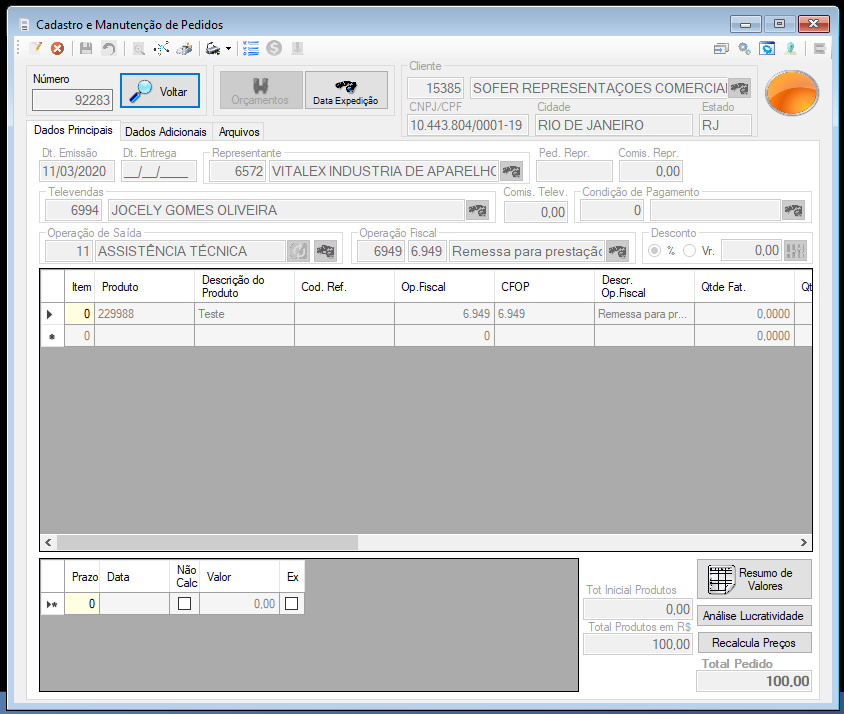 Cadastro e Manutenção de Pedidos
Número
92283
Voltar
Orçamentos
Data Expedição
Cliente
15385 SOFER REPRESENTAÇOES COMERCIAI
CNPJ/CPF Cidade Estado
10.443.804/0001-19 RIO DE JANEIRO RJ
Dados Principais Dados Adicionais Arquivos
Dt. Emissão Dt. Entrega Representante Ped. Repr. Comis. Repr.
11/03/2020 __/__/____ 6572 VITALEX INDUSTRIA DE APARELHO 0,00
Televendas Comis. Telev. Condição de Pagamento
6994 JOCELY GOMES OLIVEIRA 0,00 0
Operação de Saída Operação Fiscal Desconto
11 ASSISTÊNCIA TÉCNICA 6949 6.949 Remessa para prestação % Vr. 0,00
Item Produto Descrição do Produto Cod. Ref. Op.Fiscal CFOP Descr. Op.Fiscal Qtde Fat. Qt
0 229988 Teste 6.949 6.949 Remessa para pr... 0,0000
0 0 0,0000
Prazo Data Não Calc Valor Ex
0 0,00
Tot Inicial Produtos
0,00
Total Produtos em R$
100,00
Resumo de Valores
Análise Lucratividade
Recalcula Preços
Total Pedido
100,00